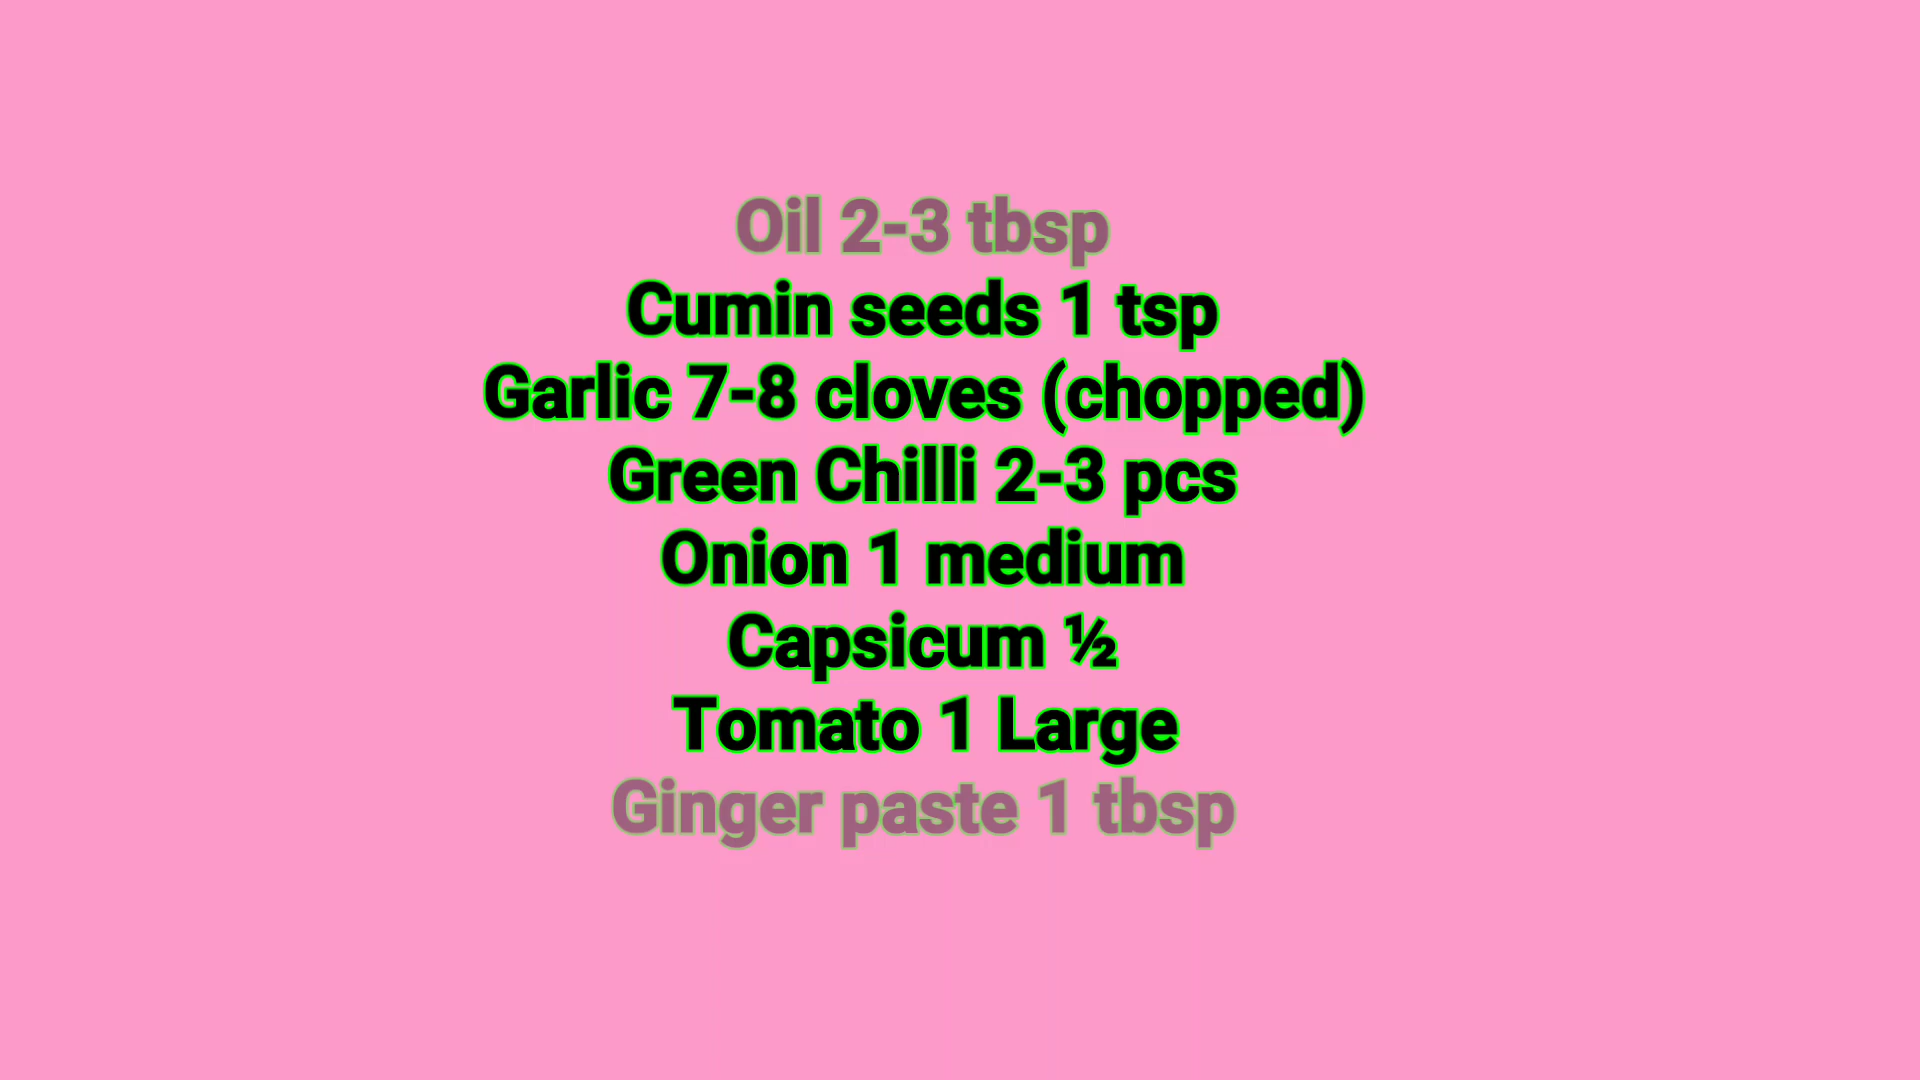 Oil 2-3 tbsp
Cumin seeds 1 tsp
Garlic 7-8 cloves (chopped)
Green Chilli 2-3 pcs
Onion 1 medium
Capsicum ½
Tomato 1 Large
Ginger paste 1 tbsp